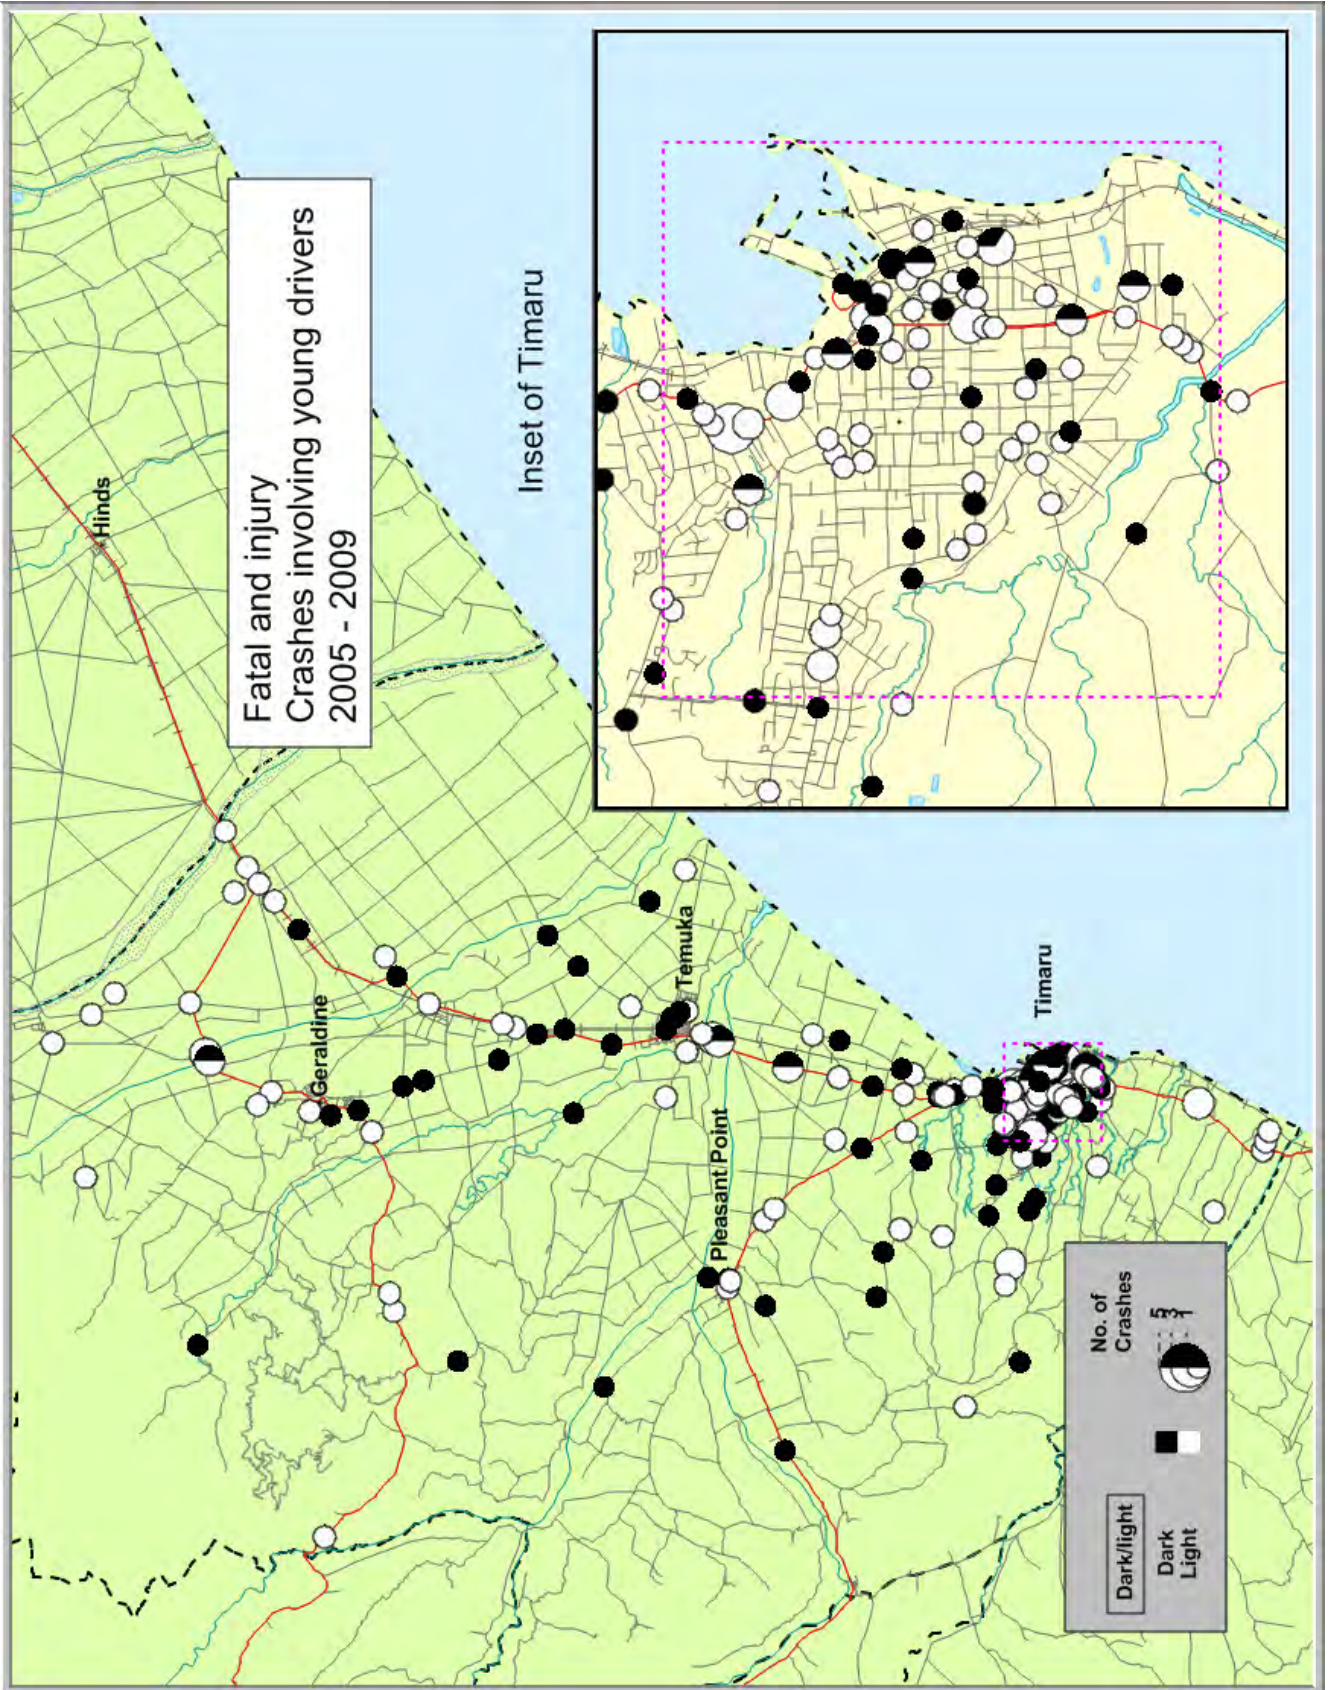 Fatal and injury
Crashes involving young drivers
2005 - 2009
Inset of Timaru
Hinds
Geraldine
Temuka
Pleasant Point
Timaru
Dark/light
Dark
Light
No. of
Crashes
5
3
1